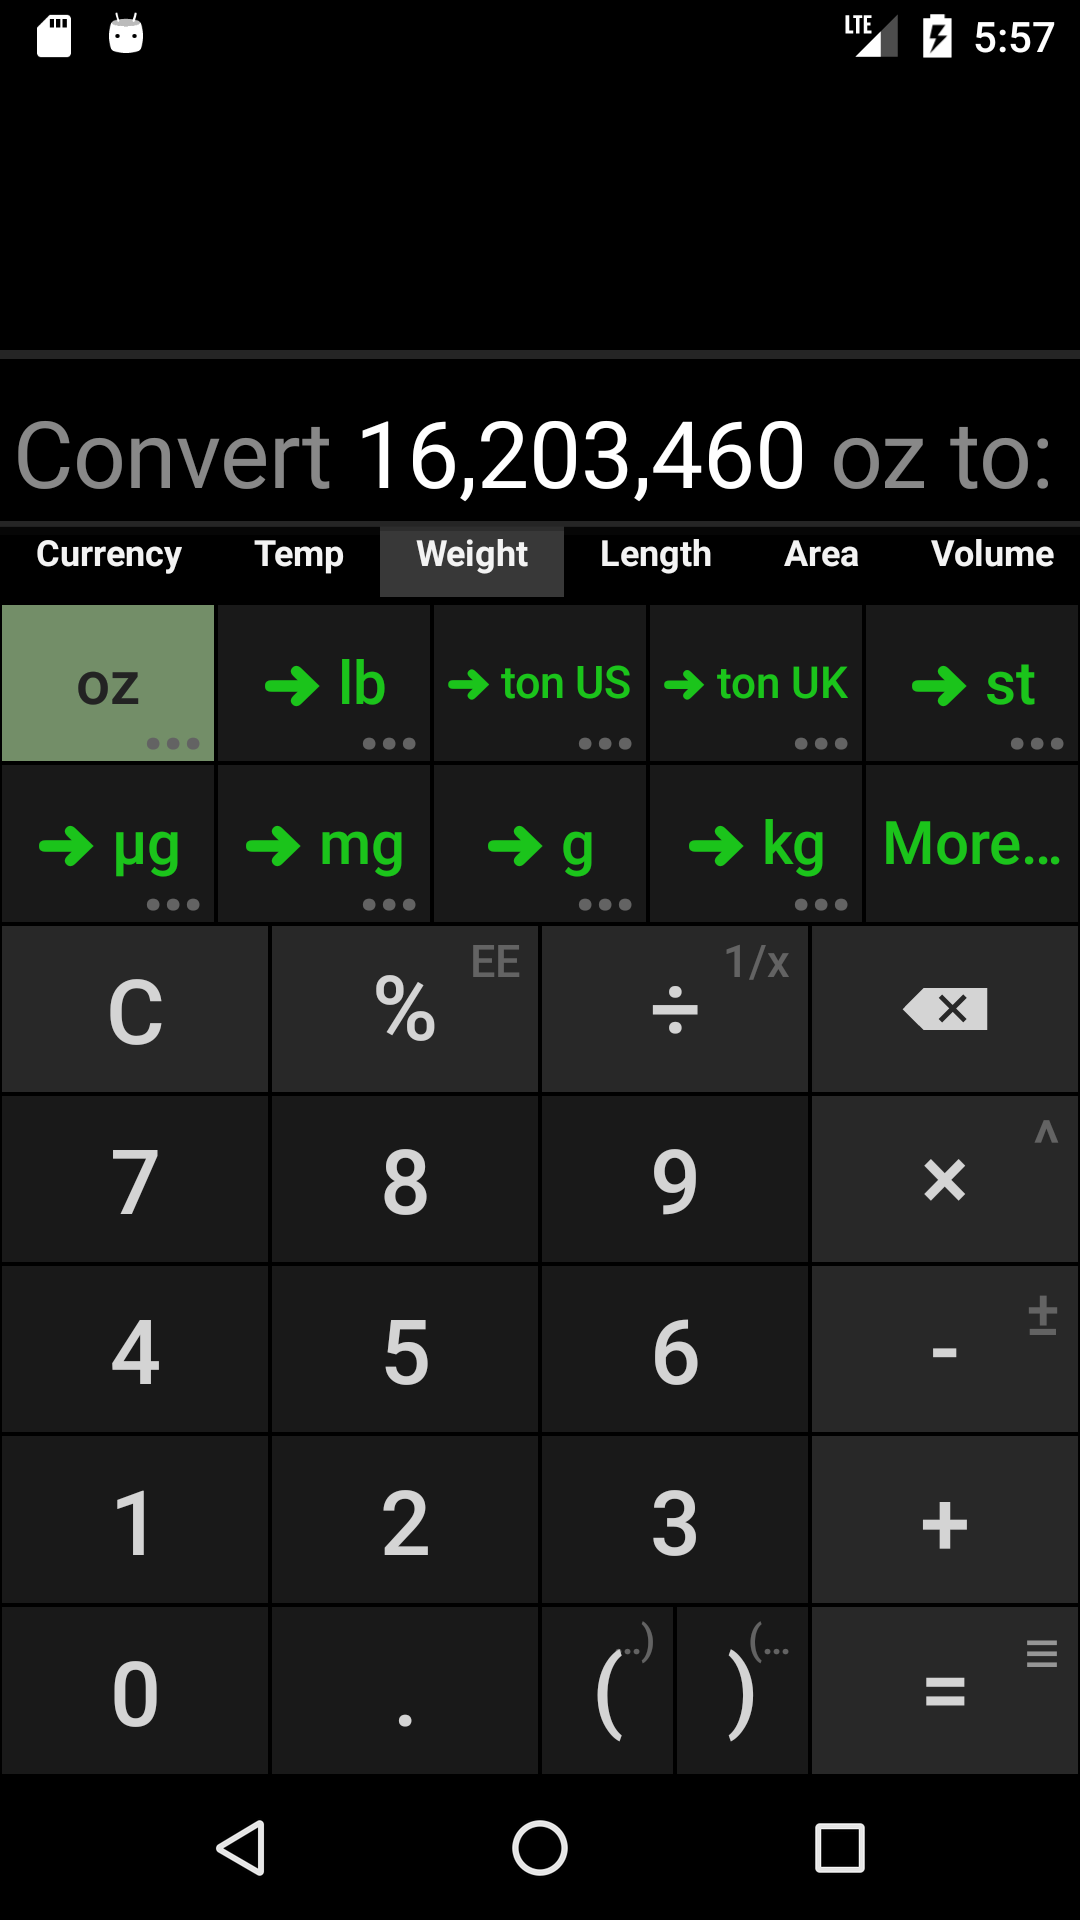 LTE 5:57
Convert 16,203,460 oz to:
Currency Temp Weight Length Area Volume
oz → lb → ton US → ton UK → st
→ µg → mg → g → kg More...
C % EE ÷ 1/x
7 8 9 × ^
4 5 6 - ±
1 2 3 +
0 . ( ..) ) (... =